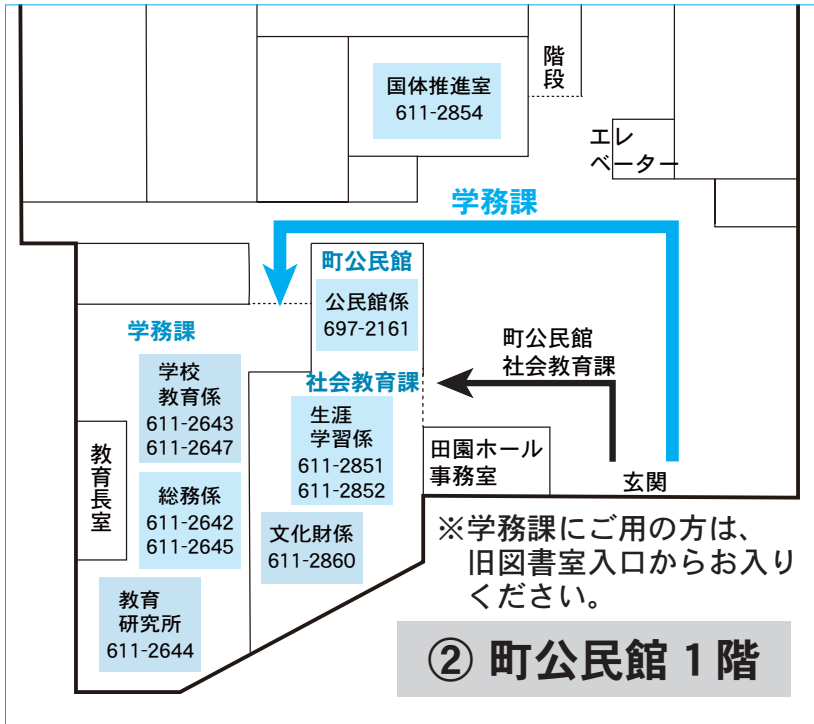 国体推進室
611-2854
階
段
エレ
ベーター
学務課
町公民館
公民館係
697-2161
学務課
学校
教育係
611-2643
611-2647
町公民館
社会教育課
社会教育課
生涯
学習係
611-2851
611-2852
教
育
長
室
総務係
611-2642
611-2645
文化財係
611-2860
田園ホール
事務室
玄関
教育
研究所
611-2644
※学務課にご用の方は、
旧図書室入口からお入り
ください。
② 町公民館 1 階